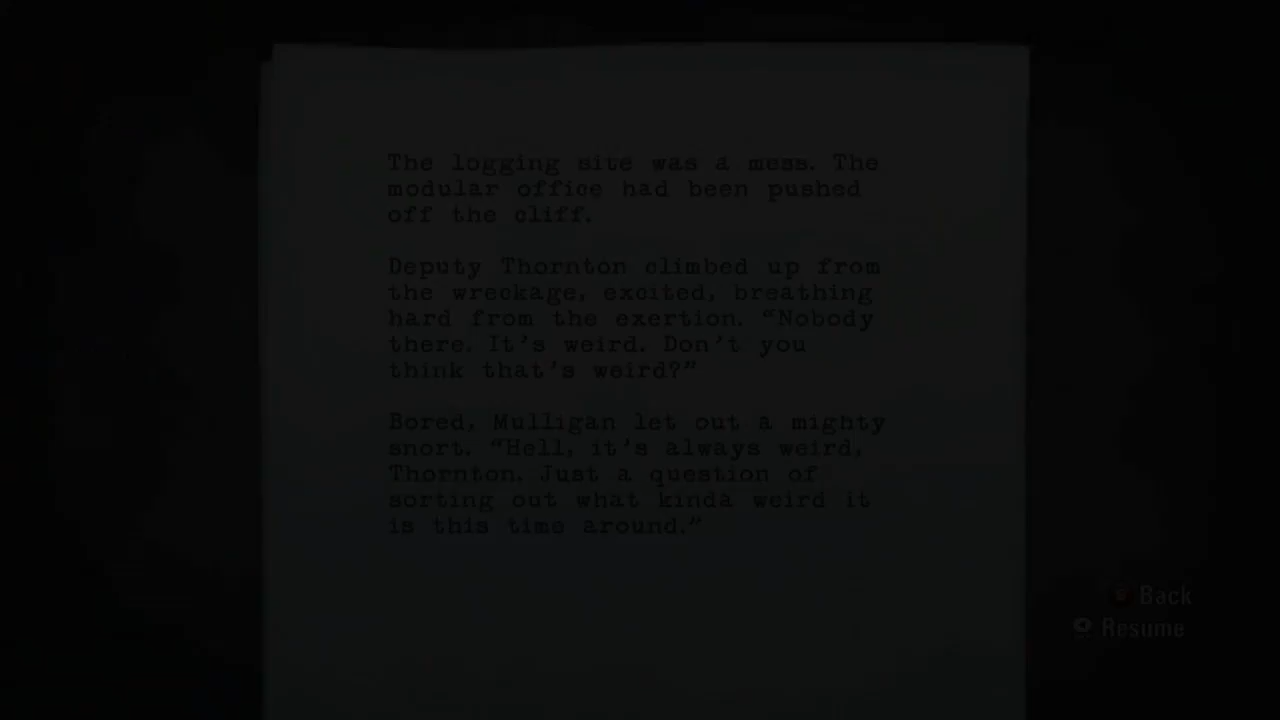 The logging site was a mess. The
modular office had been pushed
off the cliff.
Deputy Thornton climbed up from
the wreckage, excited, breathing
hard from the exertion. “Nobody
there. It’s weird. Don’t you
think that’s weird?”
Bored, Mulligan let out a mighty
snort. “Hell, it’s always weird,
Thornton. Just a question of
sorting out what kinda weird it
is this time around.”
Back
Resume